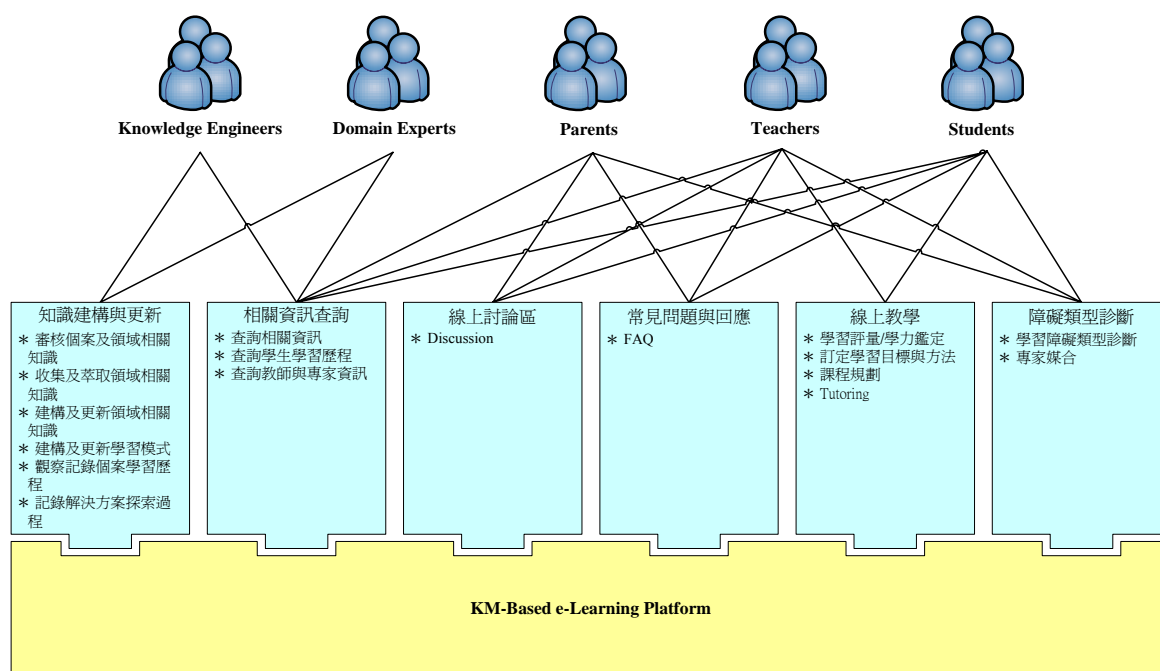 Knowledge Engineers
Domain Experts
Parents
Teachers
Students
知識建構與更新
＊ 審核個案及領域相關
知識
＊ 收集及萃取領域相關
知識
＊ 建構及更新領域相關
知識
＊ 建構及更新學習模式
＊ 觀察記錄個案學習歷
程
＊ 記錄解決方案探索過
程
相關資訊查詢
＊ 查詢相關資訊
＊ 查詢學生學習歷程
＊ 查詢教師與專家資訊
線上討論區
＊ Discussion
常見問題與回應
＊ FAQ
線上教學
＊ 學習評量/學力鑑定
＊ 訂定學習目標與方法
＊ 課程規劃
＊ Tutoring
障礙類型診斷
＊ 學習障礙類型診斷
＊ 專家媒合
KM-Based e-Learning Platform